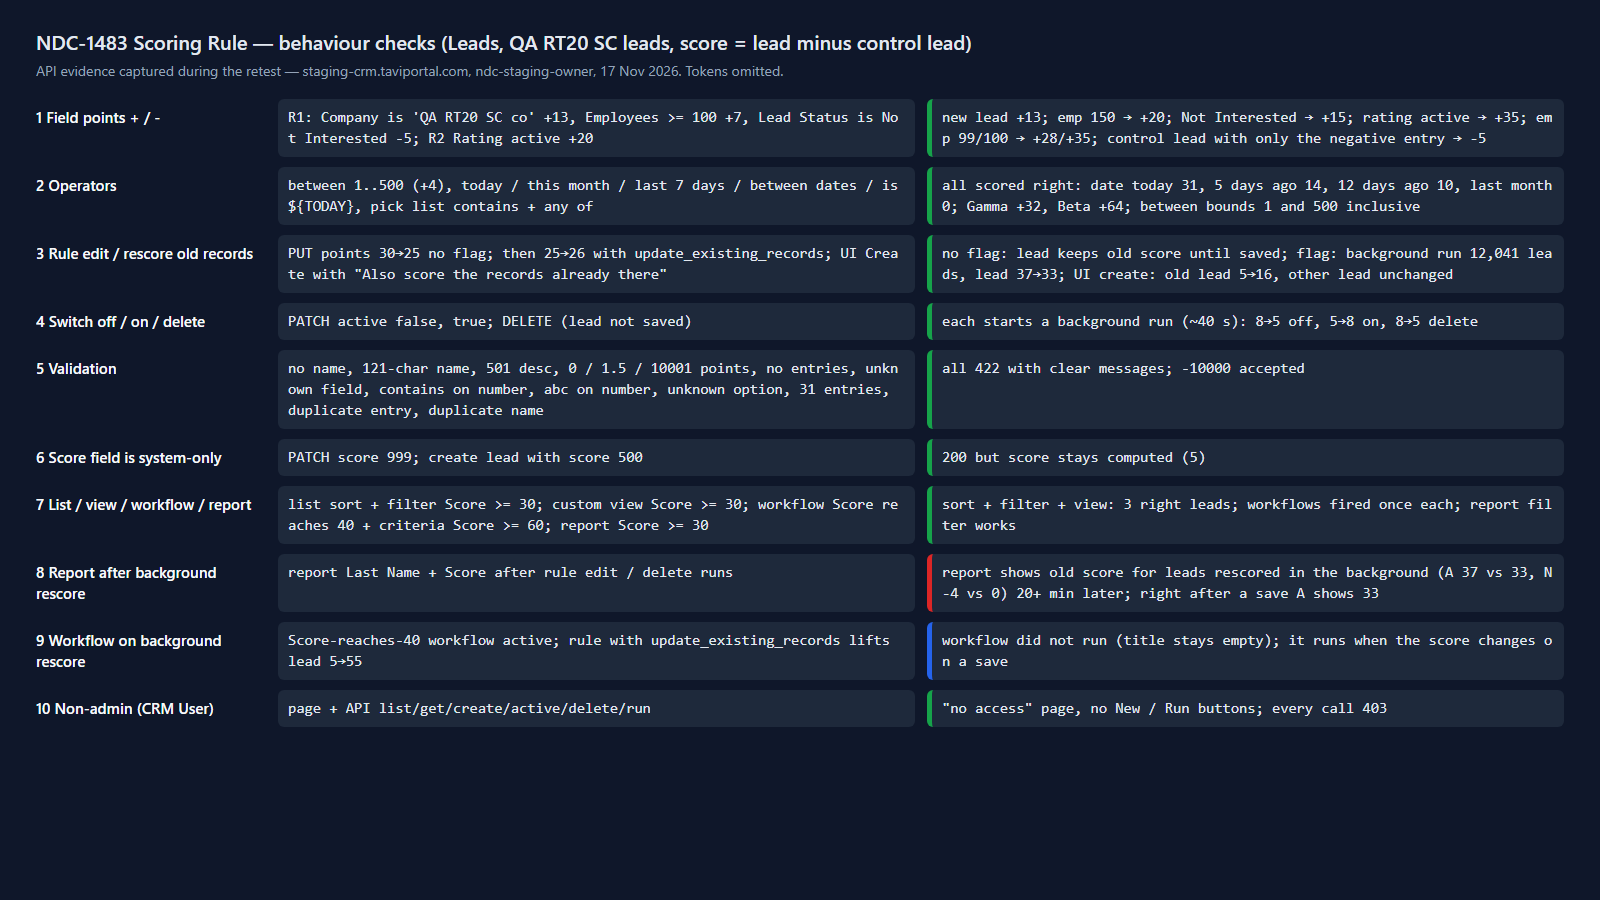 NDC-1483 Scoring Rule — behaviour checks (Leads, QA RT20 SC leads, score = lead minus control lead)
API evidence captured during the retest — staging-crm.taviportal.com, ndc-staging-owner, 17 Nov 2026. Tokens omitted.
1 Field points + / -
R1: Company is 'QA RT20 SC co' +13, Employees >= 100 +7, Lead Status is No
t Interested -5; R2 Rating active +20
new lead +13; emp 150 → +20; Not Interested → +15; rating active → +35; em
p 99/100 → +28/+35; control lead with only the negative entry → -5
2 Operators
between 1..500 (+4), today / this month / last 7 days / between dates / is
${TODAY}, pick list contains + any of
all scored right: date today 31, 5 days ago 14, 12 days ago 10, last month
0; Gamma +32, Beta +64; between bounds 1 and 500 inclusive
3 Rule edit / rescore old records
PUT points 30→25 no flag; then 25→26 with update_existing_records; UI Crea
te with "Also score the records already there"
no flag: lead keeps old score until saved; flag: background run 12,041 lea
ds, lead 37→33; UI create: old lead 5→16, other lead unchanged
4 Switch off / on / delete
PATCH active false, true; DELETE (lead not saved)
each starts a background run (~40 s): 8→5 off, 5→8 on, 8→5 delete
5 Validation
no name, 121-char name, 501 desc, 0 / 1.5 / 10001 points, no entries, unkn
own field, contains on number, abc on number, unknown option, 31 entries,
duplicate entry, duplicate name
all 422 with clear messages; -10000 accepted
6 Score field is system-only
PATCH score 999; create lead with score 500
200 but score stays computed (5)
7 List / view / workflow / report
list sort + filter Score >= 30; custom view Score >= 30; workflow Score re
aches 40 + criteria Score >= 60; report Score >= 30
sort + filter + view: 3 right leads; workflows fired once each; report fil
ter works
8 Report after background
rescore
report Last Name + Score after rule edit / delete runs
report shows old score for leads rescored in the background (A 37 vs 33, N
-4 vs 0) 20+ min later; right after a save A shows 33
9 Workflow on background
rescore
Score-reaches-40 workflow active; rule with update_existing_records lifts
lead 5→55
workflow did not run (title stays empty); it runs when the score changes o
n a save
10 Non-admin (CRM User)
page + API list/get/create/active/delete/run
"no access" page, no New / Run buttons; every call 403